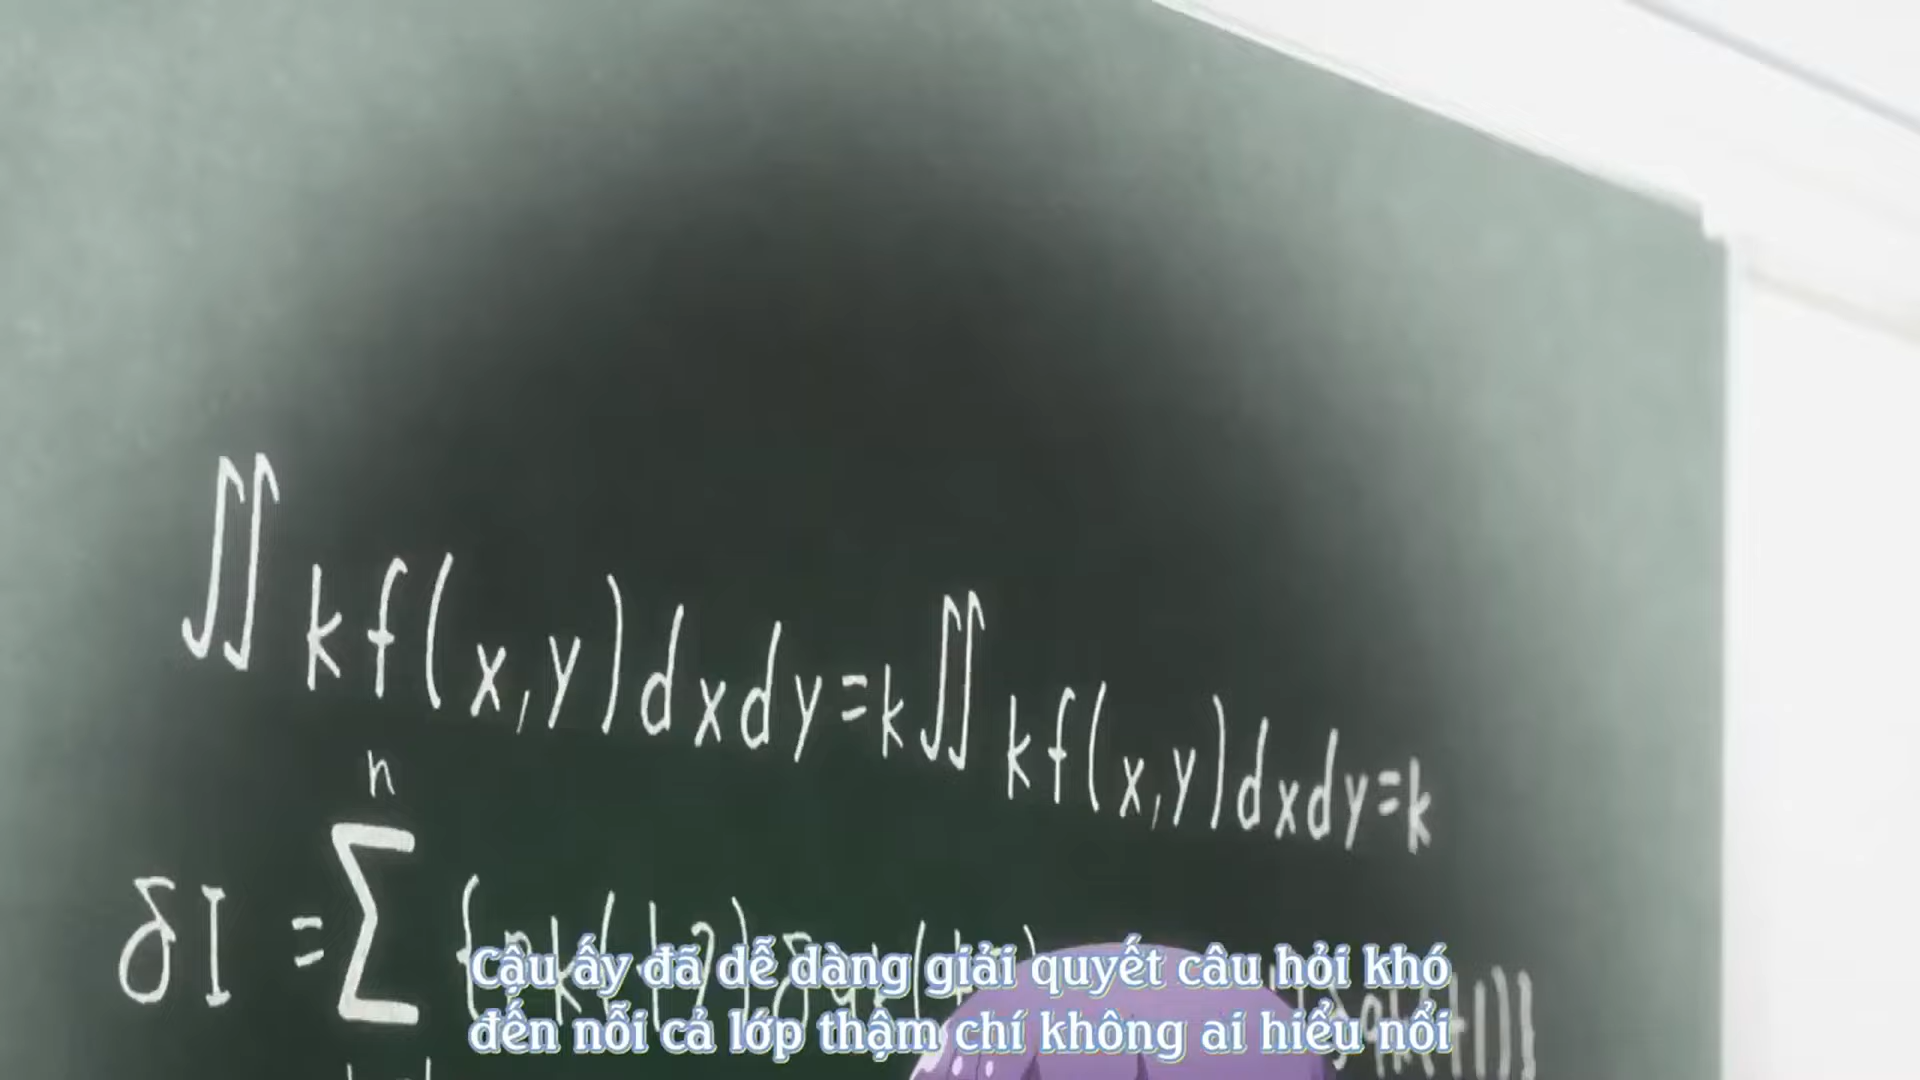 ∬kf(x,y)dxdy=k∬kf(x,y)dxdy=k
n
δI=Σ{
Cậu ấy đã dễ dàng giải quyết câu hỏi khó
đến nỗi cả lớp thậm chí không ai hiểu nổi